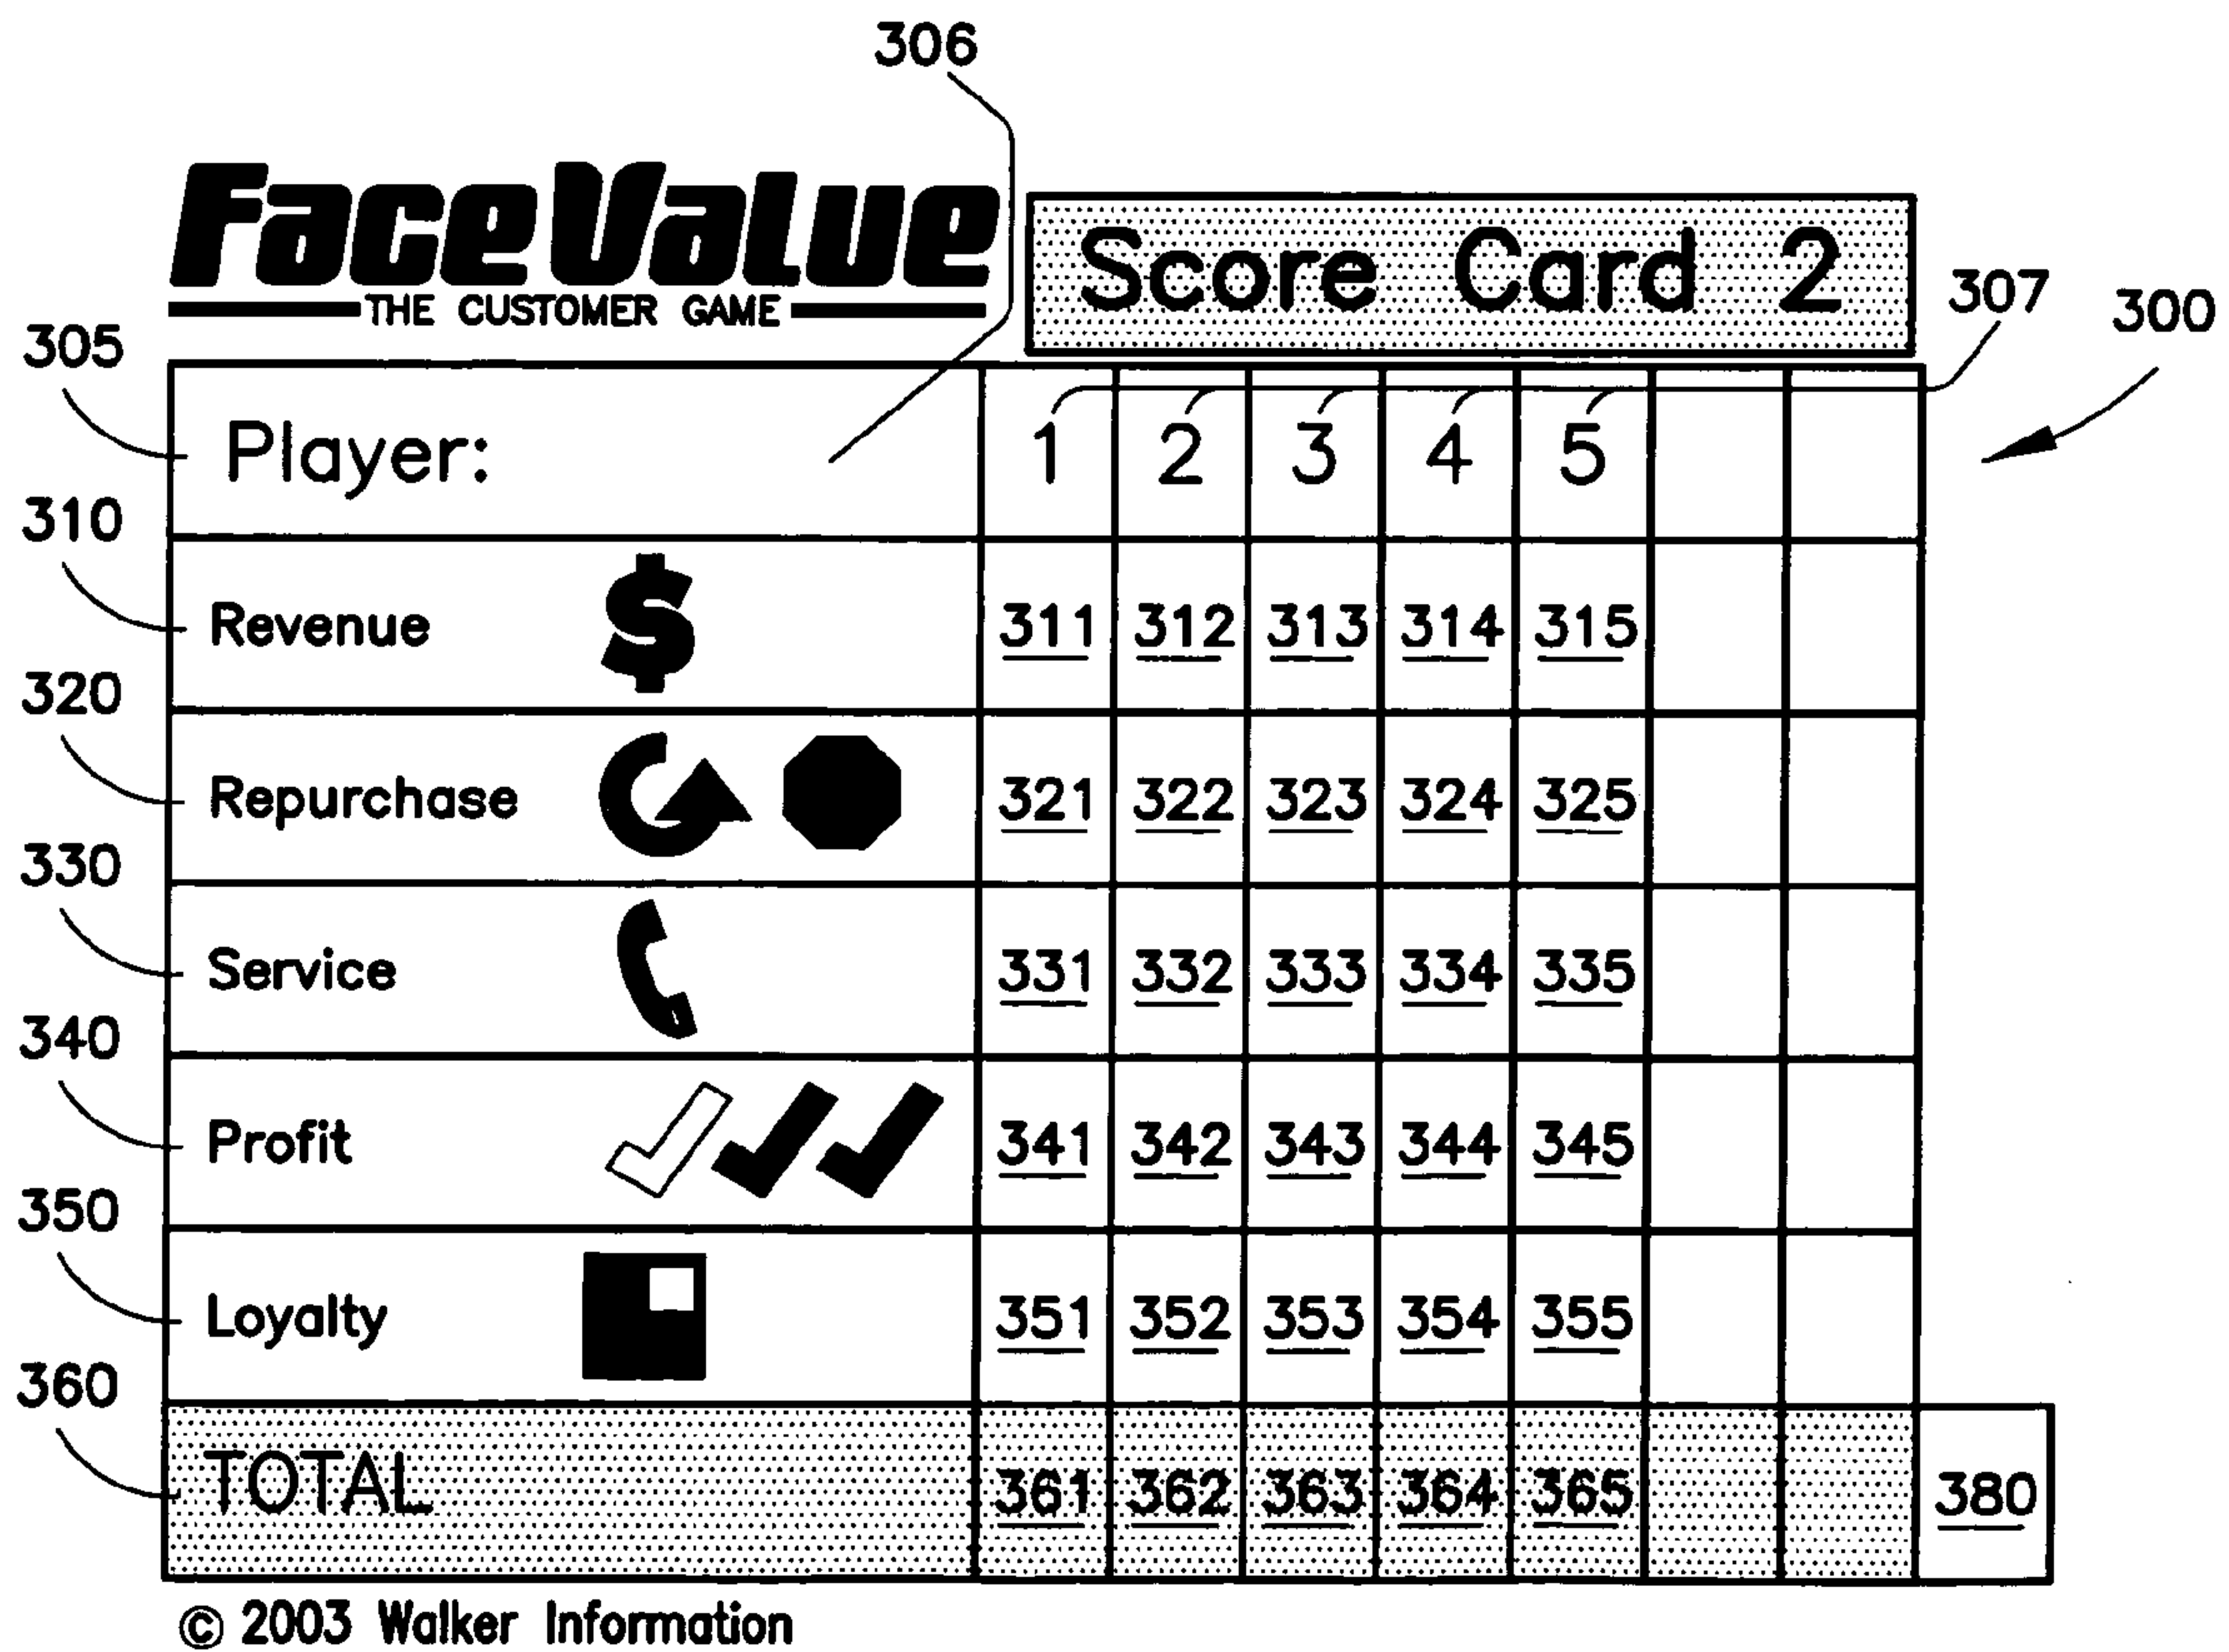 306
FaceValue
THE CUSTOMER GAME
Score Card 2
307
300
305
Player: 1 2 3 4 5
310
Revenue $ 311 312 313 314 315
320
Repurchase 321 322 323 324 325
330
Service 331 332 333 334 335
340
Profit 341 342 343 344 345
350
Loyalty 351 352 353 354 355
360
TOTAL 361 362 363 364 365 380
© 2003 Walker Information